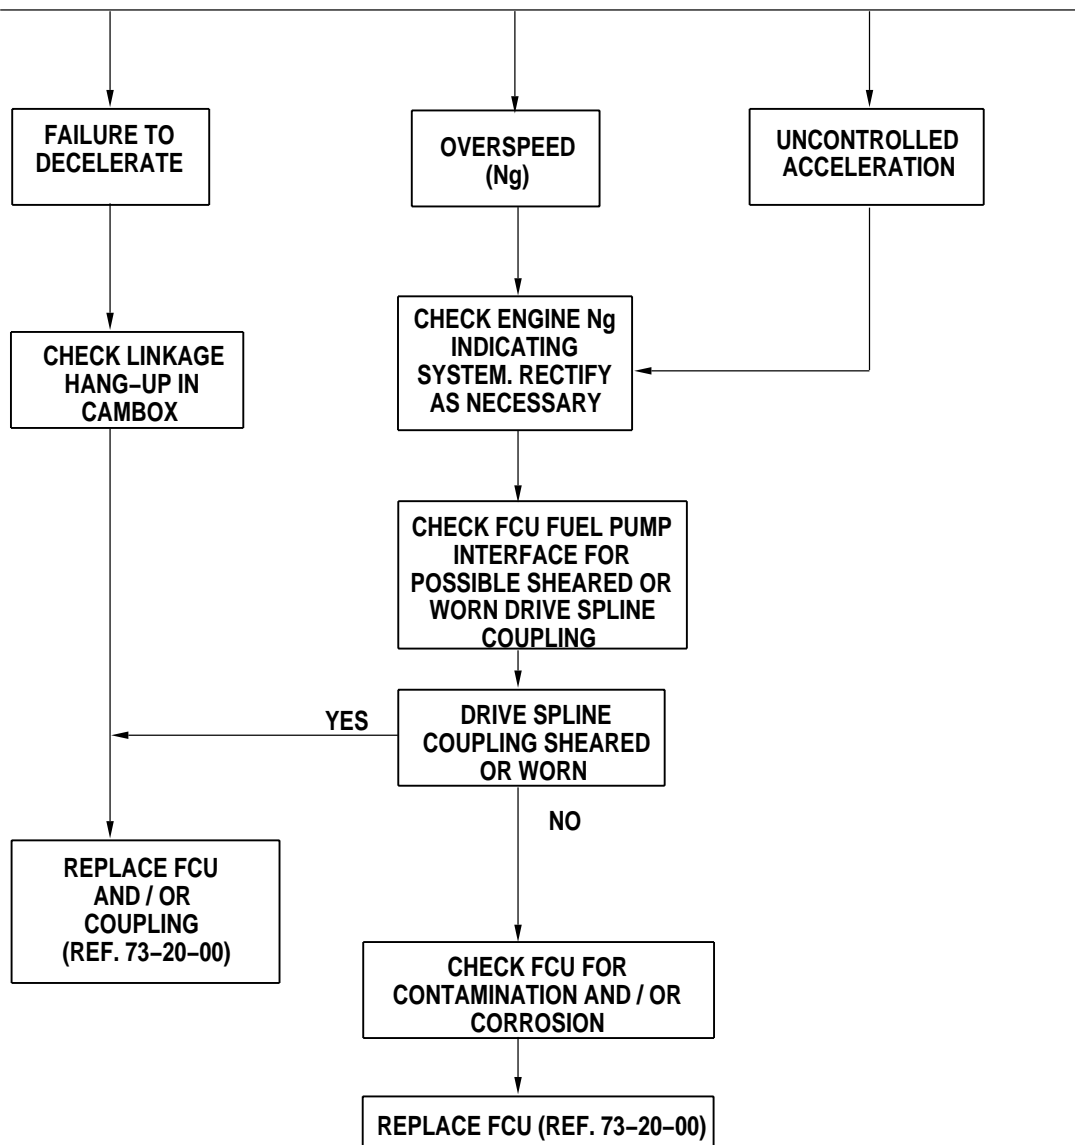 FAILURE TO
DECELERATE
OVERSPEED
(Ng)
UNCONTROLLED
ACCELERATION
CHECK LINKAGE
HANG–UP IN
CAMBOX
CHECK ENGINE Ng
INDICATING
SYSTEM. RECTIFY
AS NECESSARY
CHECK FCU FUEL PUMP
INTERFACE FOR
POSSIBLE SHEARED OR
WORN DRIVE SPLINE
COUPLING
YES
DRIVE SPLINE
COUPLING SHEARED
OR WORN
NO
REPLACE FCU
AND / OR
COUPLING
(REF. 73–20–00)
CHECK FCU FOR
CONTAMINATION AND / OR
CORROSION
REPLACE FCU (REF. 73–20–00)